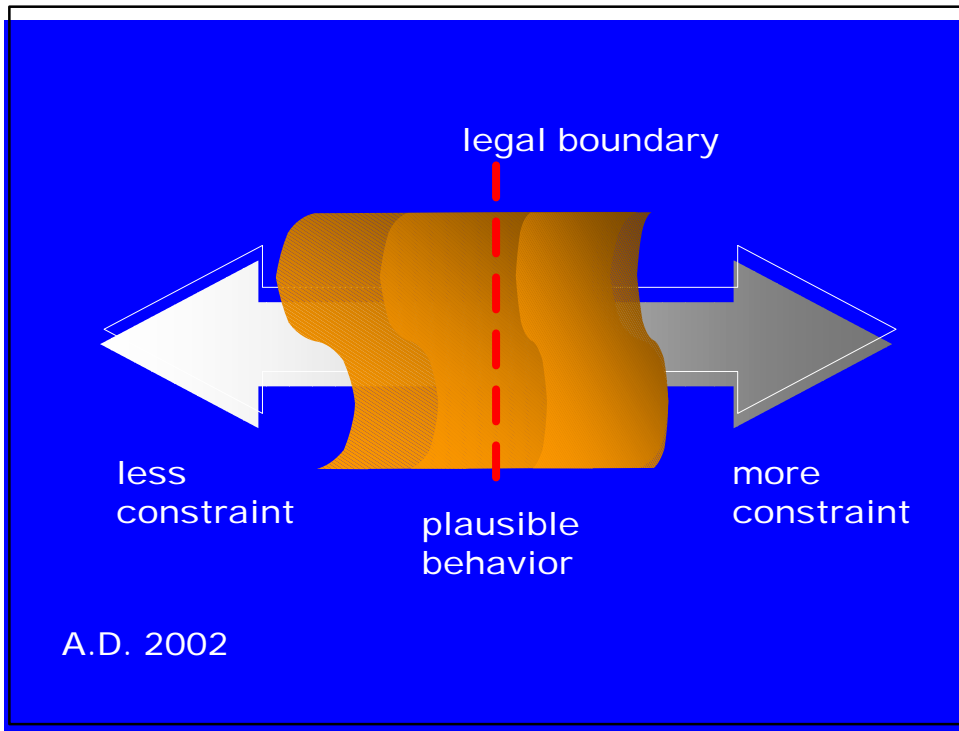 legal boundary
less
constraint
plausible
behavior
more
constraint
A.D. 2002